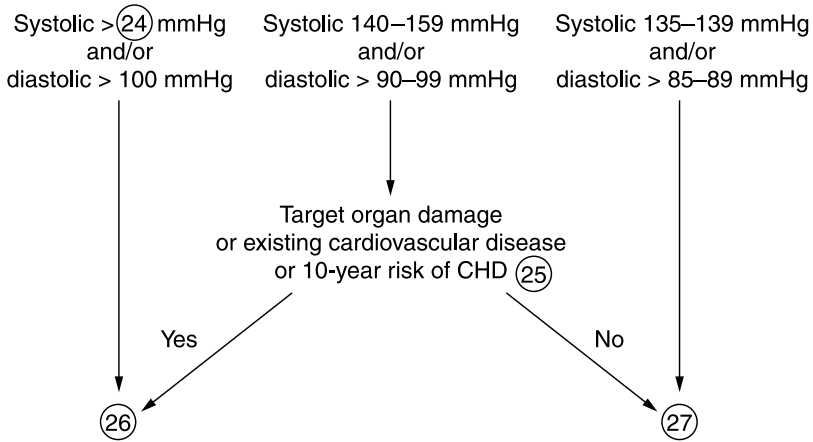 Systolic > 24 mmHg
and/or
diastolic > 100 mmHg
Systolic 140–159 mmHg
and/or
diastolic > 90–99 mmHg
Systolic 135–139 mmHg
and/or
diastolic > 85–89 mmHg
Target organ damage
or existing cardiovascular disease
or 10-year risk of CHD 25
Yes
No
26
27